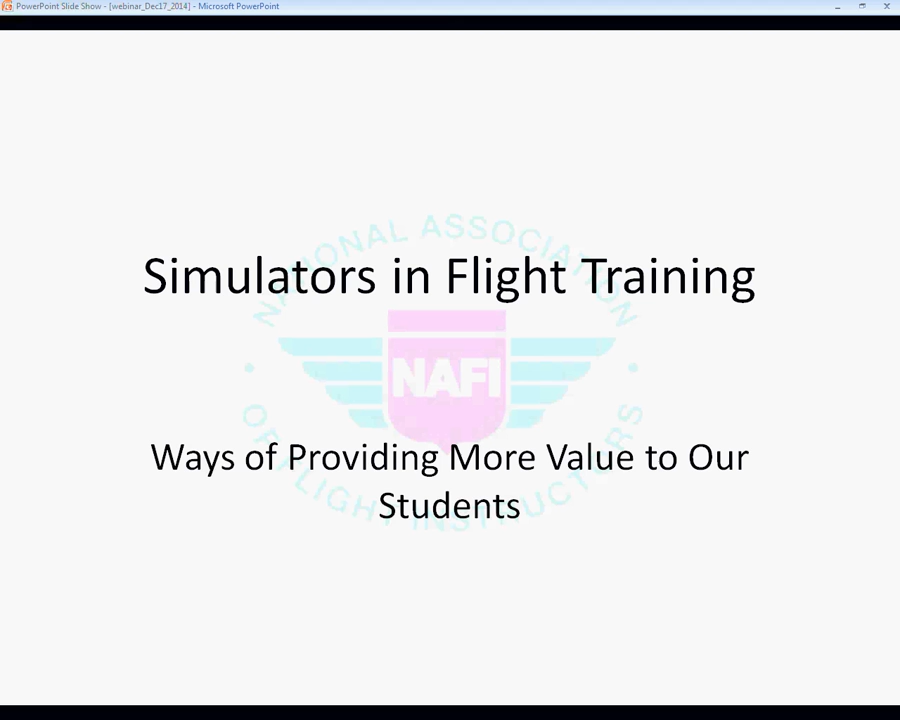 PowerPoint Slide Show - [webinar_Dec17_2014] - Microsoft PowerPoint
NATIONAL ASSOCIATION
Simulators in Flight Training
NAFI
Ways of Providing More Value to Our
Students
OF FLIGHT INSTRUCTORS